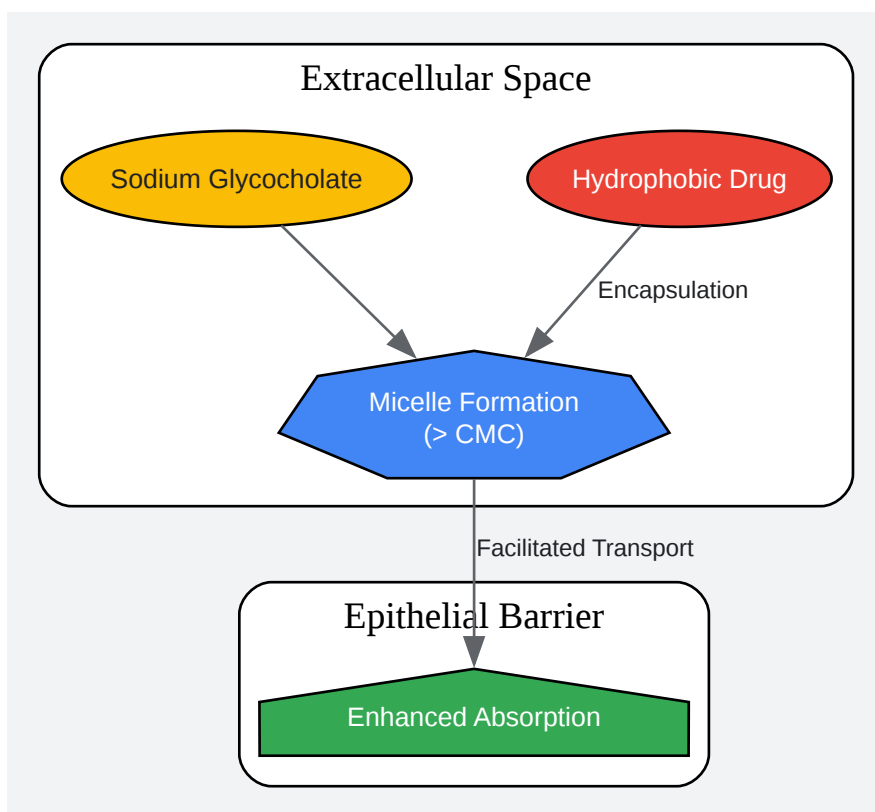 Extracellular Space
Sodium Glycocholate
Hydrophobic Drug
Encapsulation
Micelle Formation
(> CMC)
Facilitated Transport
Epithelial Barrier
Enhanced Absorption